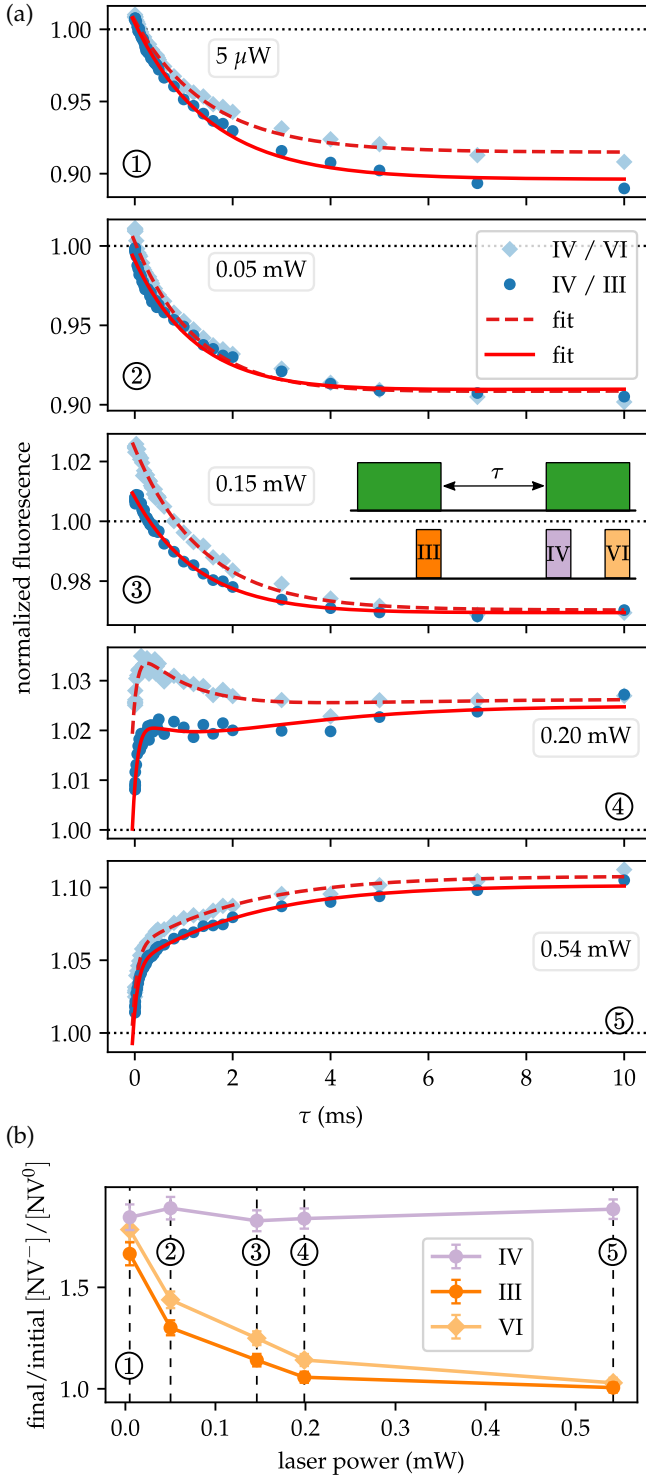 (a)
normalized fluorescence
1.00
0.95
0.90
5 μW
①
1.00
0.95
0.90
0.05 mW
②
IV / VI
IV / III
fit
fit
1.02
1.00
0.98
0.15 mW
③
τ
III
IV
VI
1.03
1.02
1.01
1.00
0.20 mW
④
1.10
1.05
1.00
0.54 mW
⑤
0 2 4 6 8 10
τ (ms)
(b)
final/initial [NV⁻]/[NV⁰]
1.5
1.0
①
②
③
④
⑤
IV
III
VI
0.0 0.1 0.2 0.3 0.4 0.5
laser power (mW)